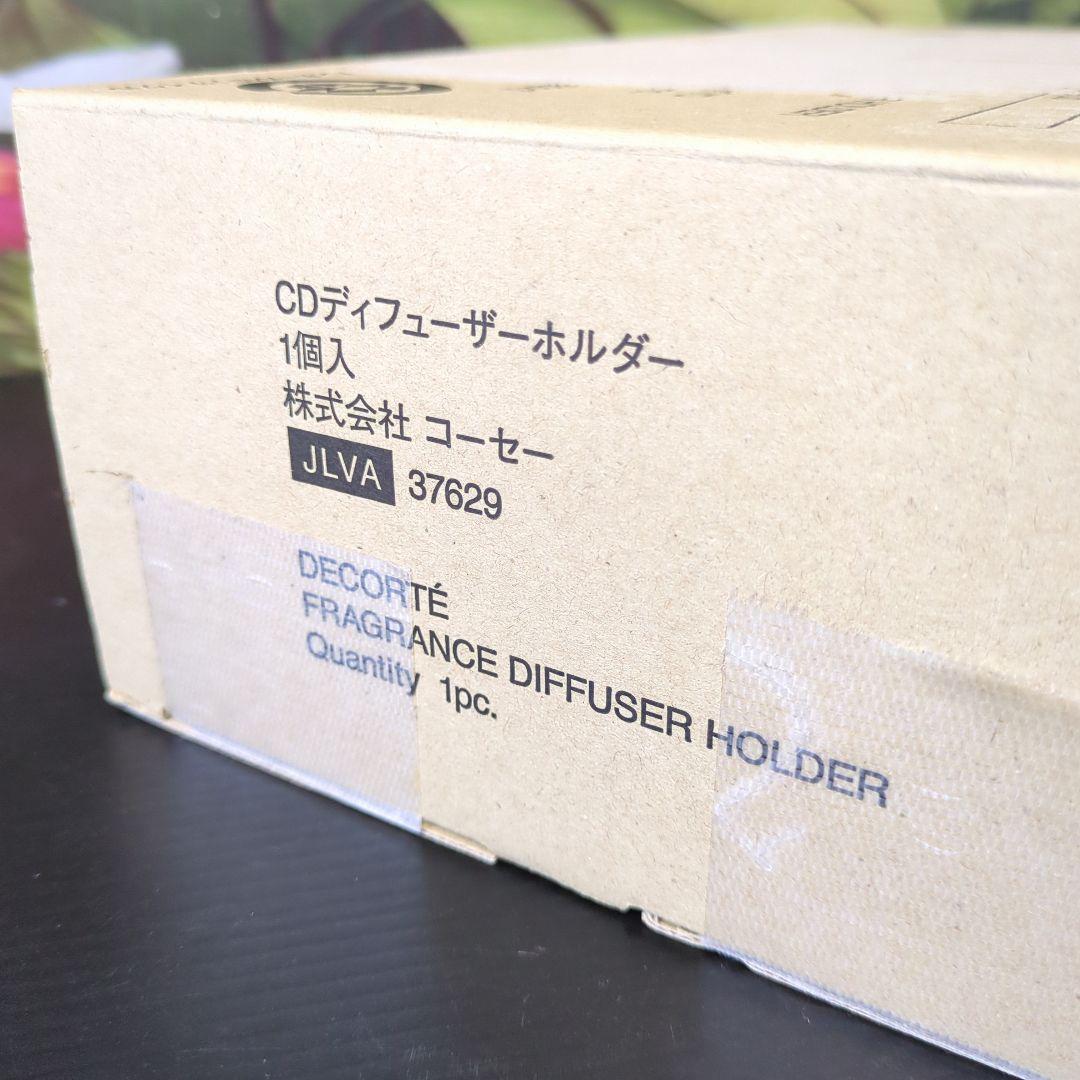 CDディフューザーホルダー
1個入
株式会社 コーセー
JLVA 37629
DECORTÉ
FRAGRANCE DIFFUSER HOLDER
Quantity 1pc.